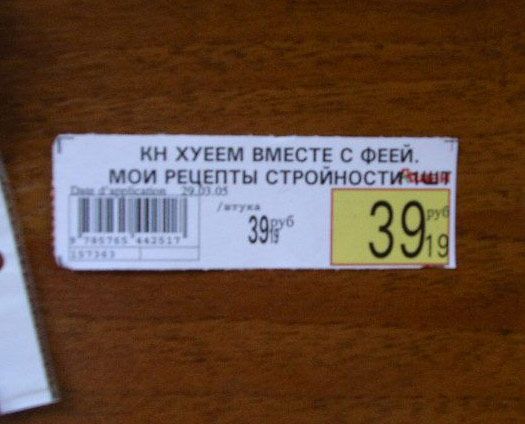 КН ХУЕЕМ ВМЕСТЕ С ФЕЕЙ.
МОИ РЕЦЕПТЫ СТРОЙНОСТИ
Date d'application 29.03.05
/штука
39 руб 19
39 руб 19
9 785765 442517
157363